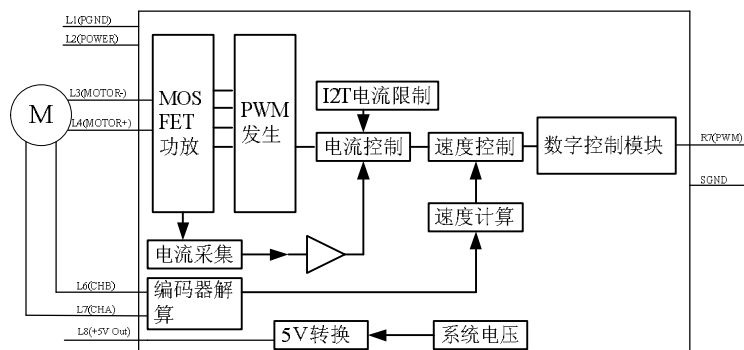 L1(PGND)
L2(POWER)
L3(MOTOR-)
M
L4(MOTOR+)
MOS
FET
功放
PWM
发生
I2T电流限制
电流控制
速度控制
数字控制模块
R7(PWM)
SGND
速度计算
电流采集
L6(CHB)
L7(CHA)
编码器解
算
L8(+5V Out)
5V转换
系统电压